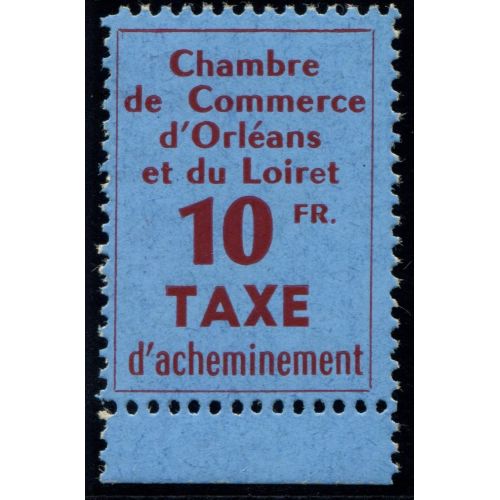 Chambre
de Commerce
d'Orléans
et du Loiret
10 FR.
TAXE
d'acheminement